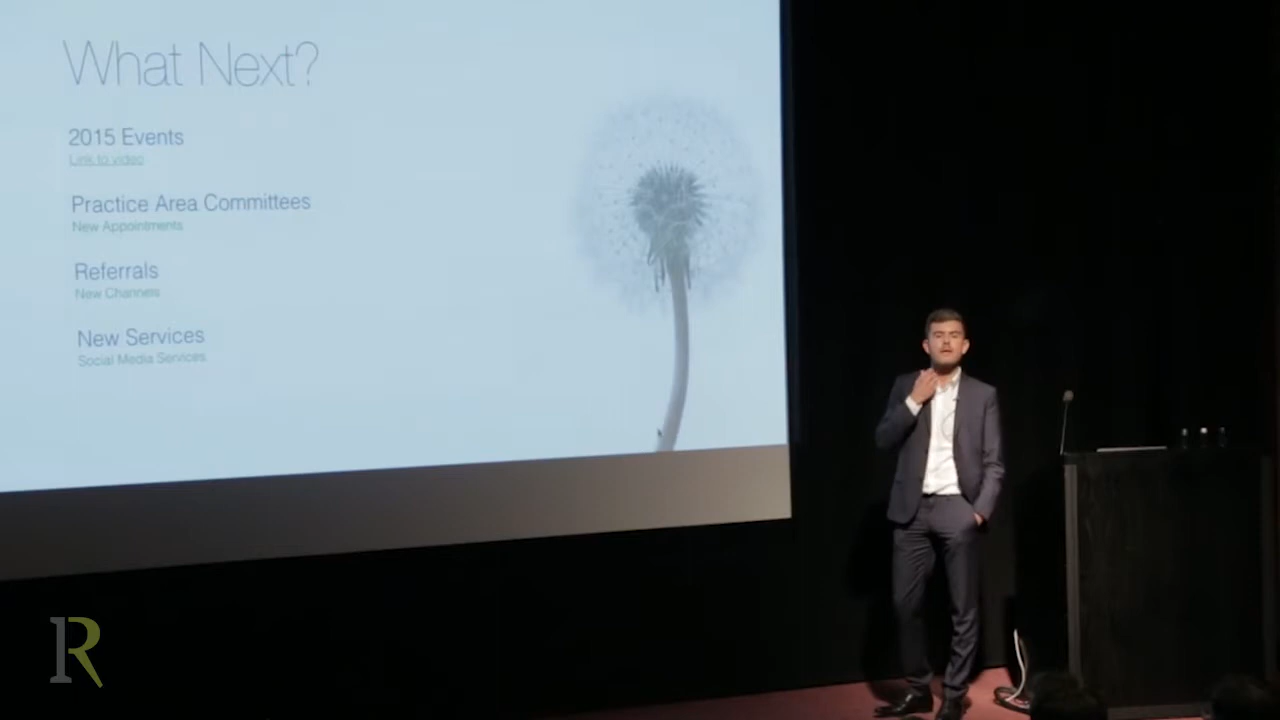 What Next?
2015 Events
Link to video
Practice Area Committees
New Appointments
Referrals
New Channels
New Services
Social Media Services
R